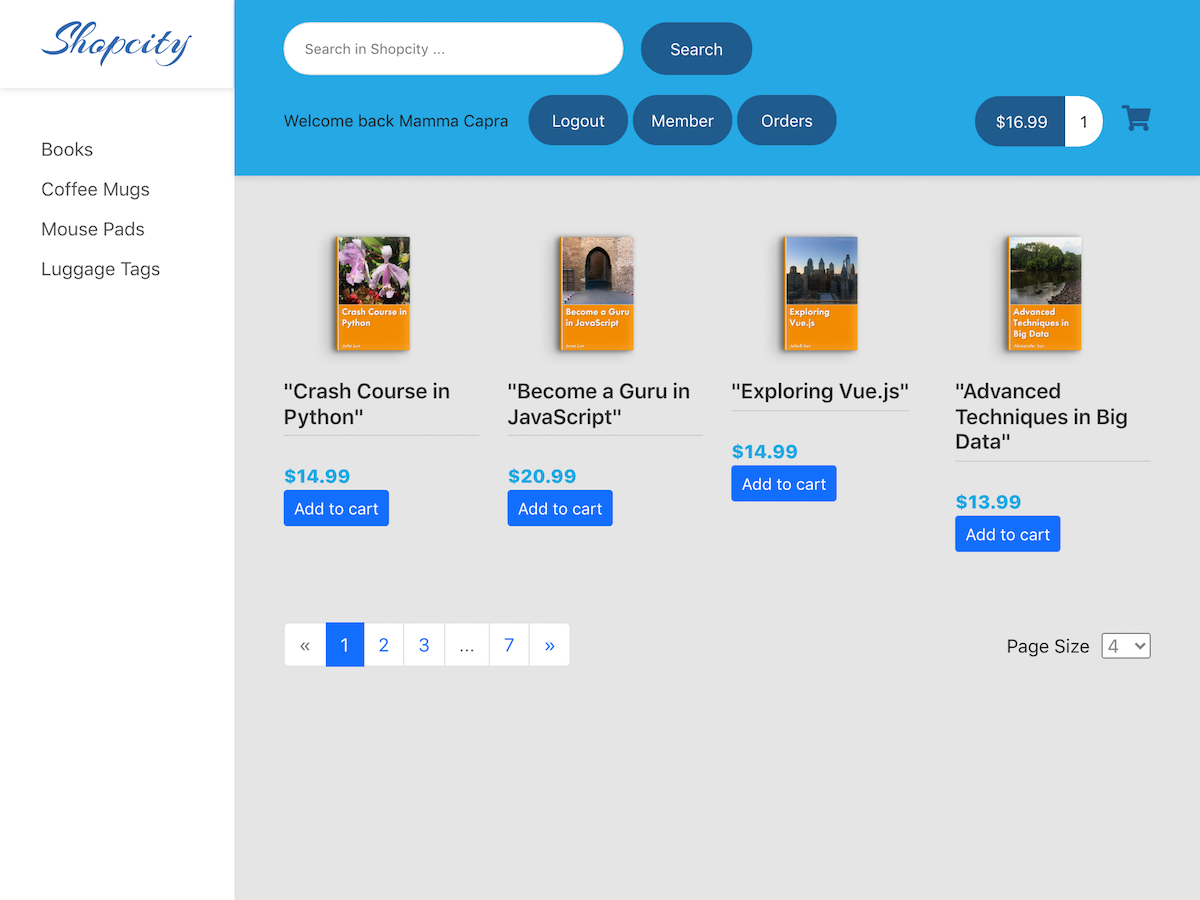 Shopcity
Search in Shopcity ...
Search
Welcome back Mamma Capra
Logout
Member
Orders
$16.99
1
Books
Coffee Mugs
Mouse Pads
Luggage Tags
Crash Course in
Python
Become a Guru
in JavaScript
Exploring
Vue.js
Advanced
Techniques in
Big Data
"Crash Course in
Python"
$14.99
Add to cart
"Become a Guru in
JavaScript"
$20.99
Add to cart
"Exploring Vue.js"
$14.99
Add to cart
"Advanced
Techniques in Big
Data"
$13.99
Add to cart
« 1 2 3 ... 7 »
Page Size 4